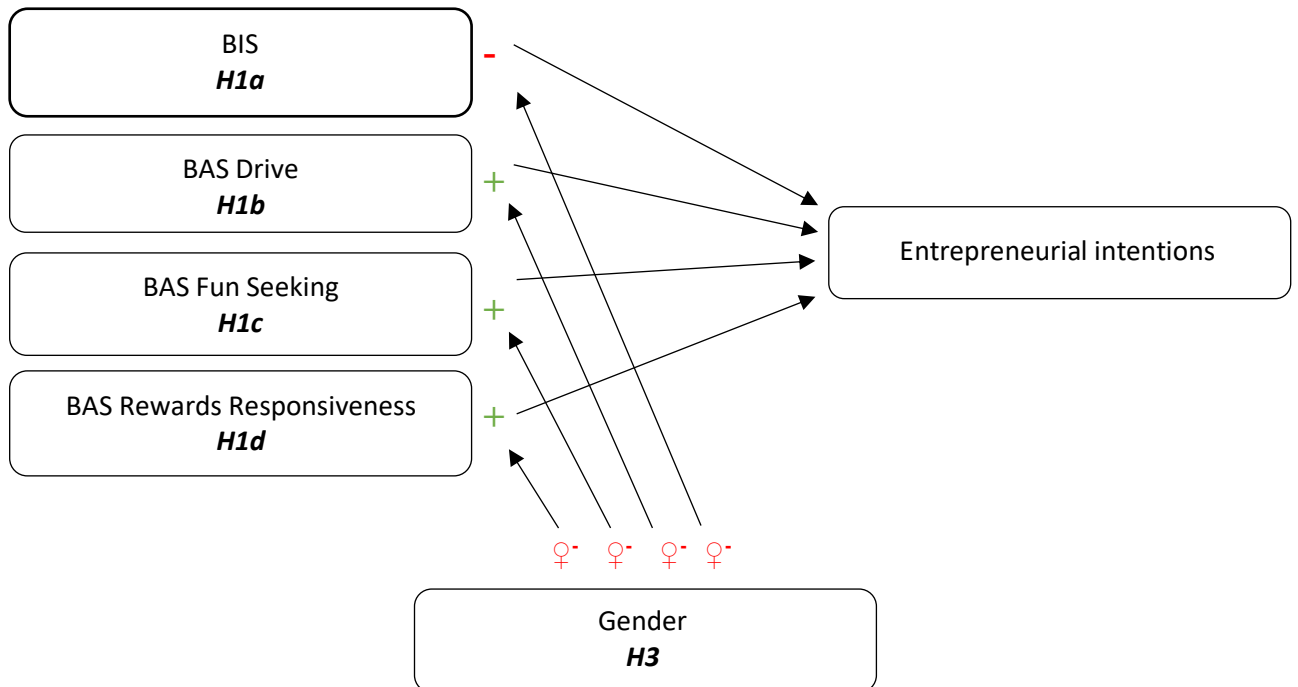 BIS
H1a
-
BAS Drive
H1b
+
BAS Fun Seeking
H1c
+
BAS Rewards Responsiveness
H1d
+
Entrepreneurial intentions
♀- ♀- ♀- ♀-
Gender
H3